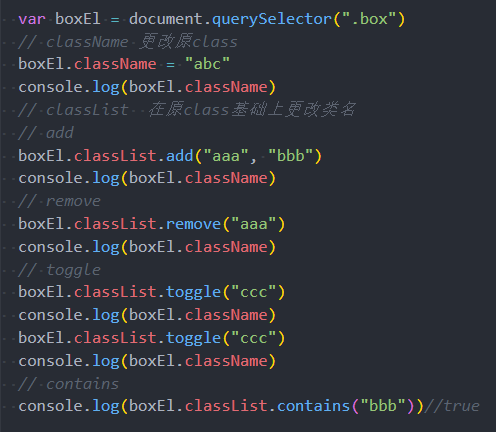 var boxEl = document.querySelector(".box")
// className 更改原class
boxEl.className = "abc"
console.log(boxEl.className)
// classList  在原class基础上更改类名
// add
boxEl.classList.add("aaa", "bbb")
console.log(boxEl.className)
// remove
boxEl.classList.remove("aaa")
console.log(boxEl.className)
// toggle
boxEl.classList.toggle("ccc")
console.log(boxEl.className)
boxEl.classList.toggle("ccc")
console.log(boxEl.className)
// contains
console.log(boxEl.classList.contains("bbb"))//true